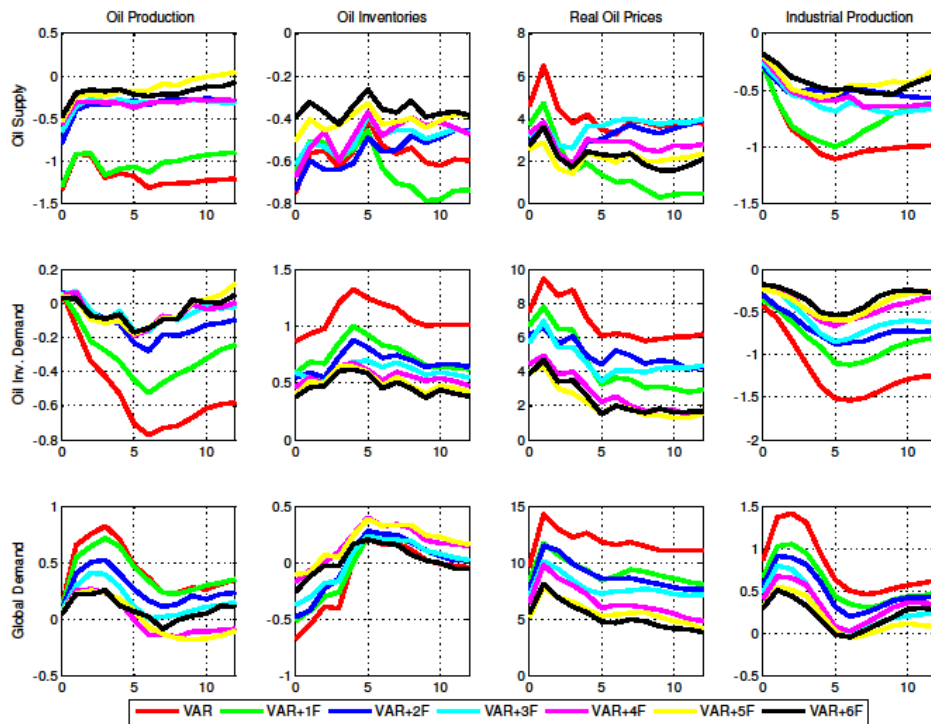 Oil Production Oil Inventories Real Oil Prices Industrial Production
Oil Supply
0.5 0 -0.5 -1 -1.5
0 5 10
0 -0.2 -0.4 -0.6 -0.8
0 5 10
8 6 4 2 0
0 5 10
0 -0.5 -1 -1.5
0 5 10
Oil Inv. Demand
0.2 0 -0.2 -0.4 -0.6 -0.8
0 5 10
1.5 1 0.5 0
0 5 10
10 8 6 4 2 0
0 5 10
0 -0.5 -1 -1.5 -2
0 5 10
Global Demand
1 0.5 0 -0.5
0 5 10
0.5 0 -0.5 -1
0 5 10
15 10 5 0
0 5 10
1.5 1 0.5 0 -0.5
0 5 10
VAR VAR+1F VAR+2F VAR+3F VAR+4F VAR+5F VAR+6F